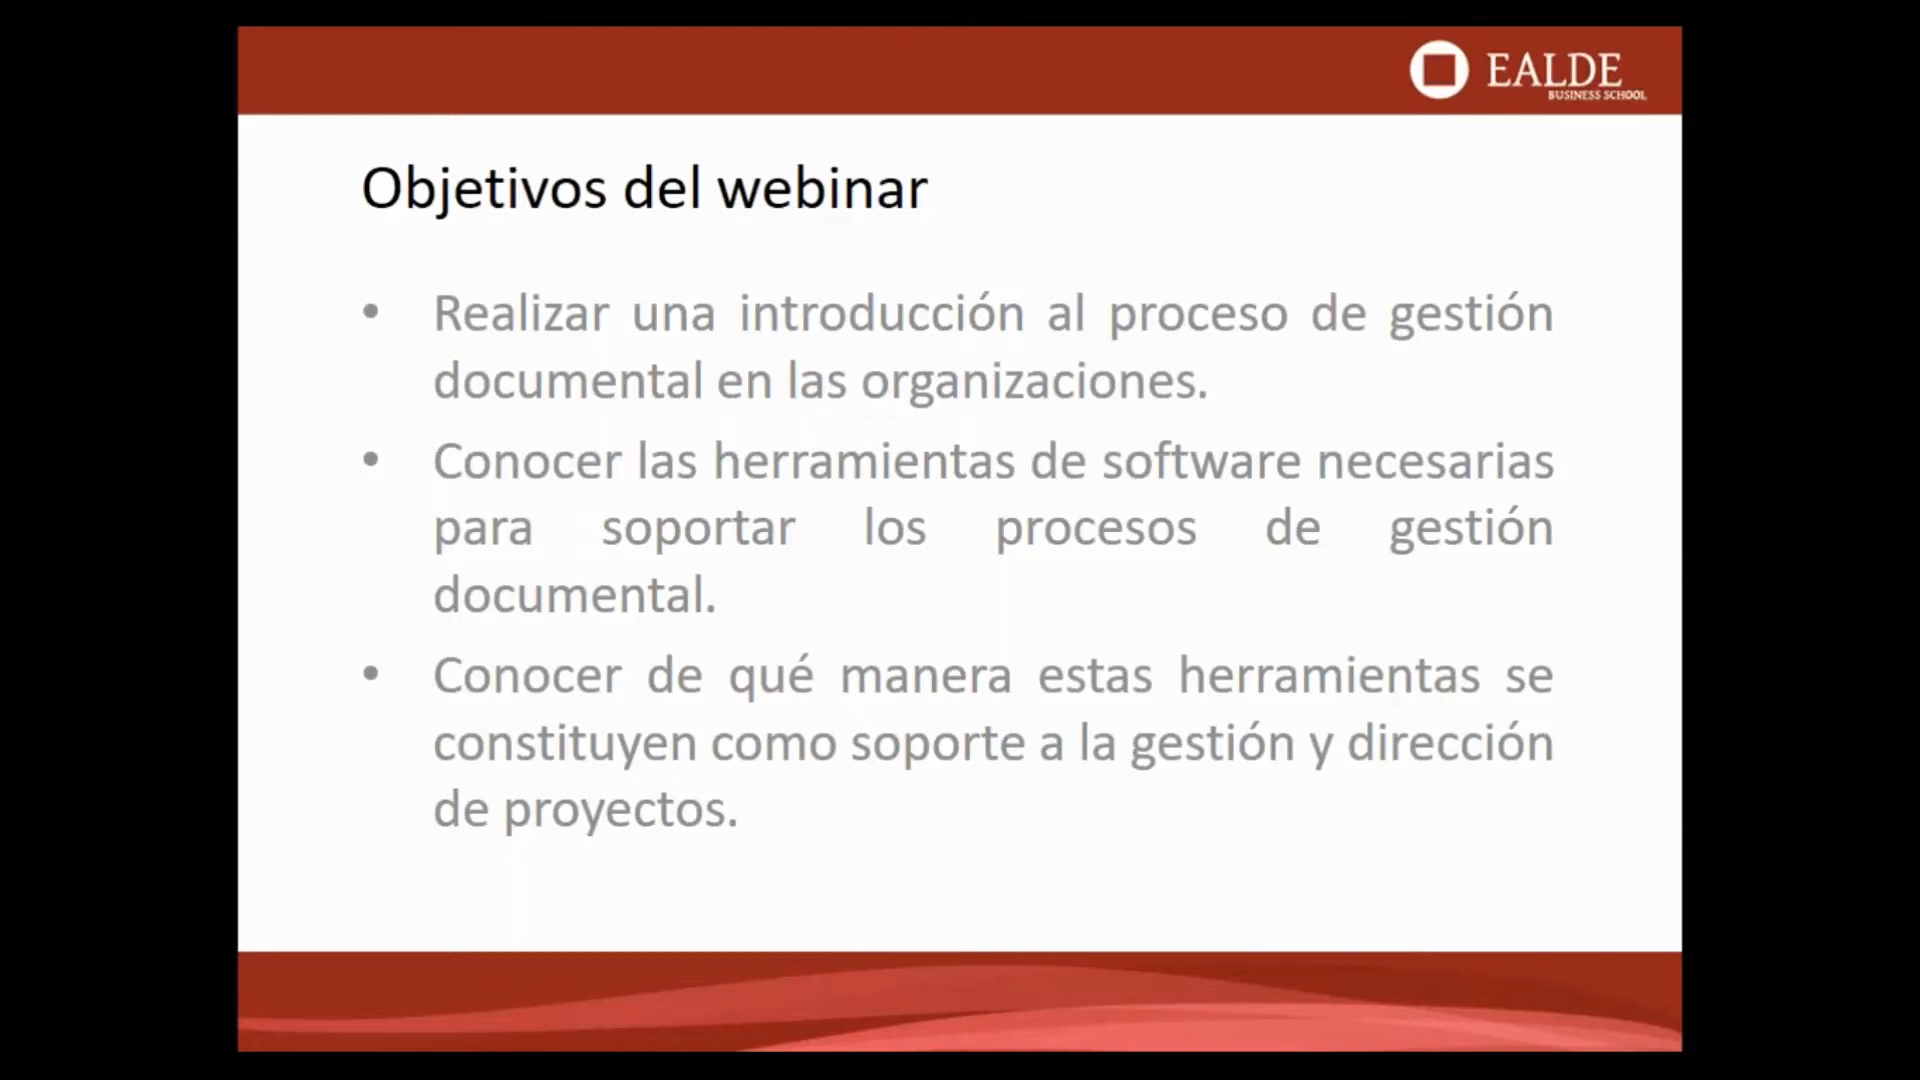 EALDE
BUSINESS SCHOOL
Objetivos del webinar
• Realizar una introducción al proceso de gestión
documental en las organizaciones.
• Conocer las herramientas de software necesarias
para soportar los procesos de gestión
documental.
• Conocer de qué manera estas herramientas se
constituyen como soporte a la gestión y dirección
de proyectos.